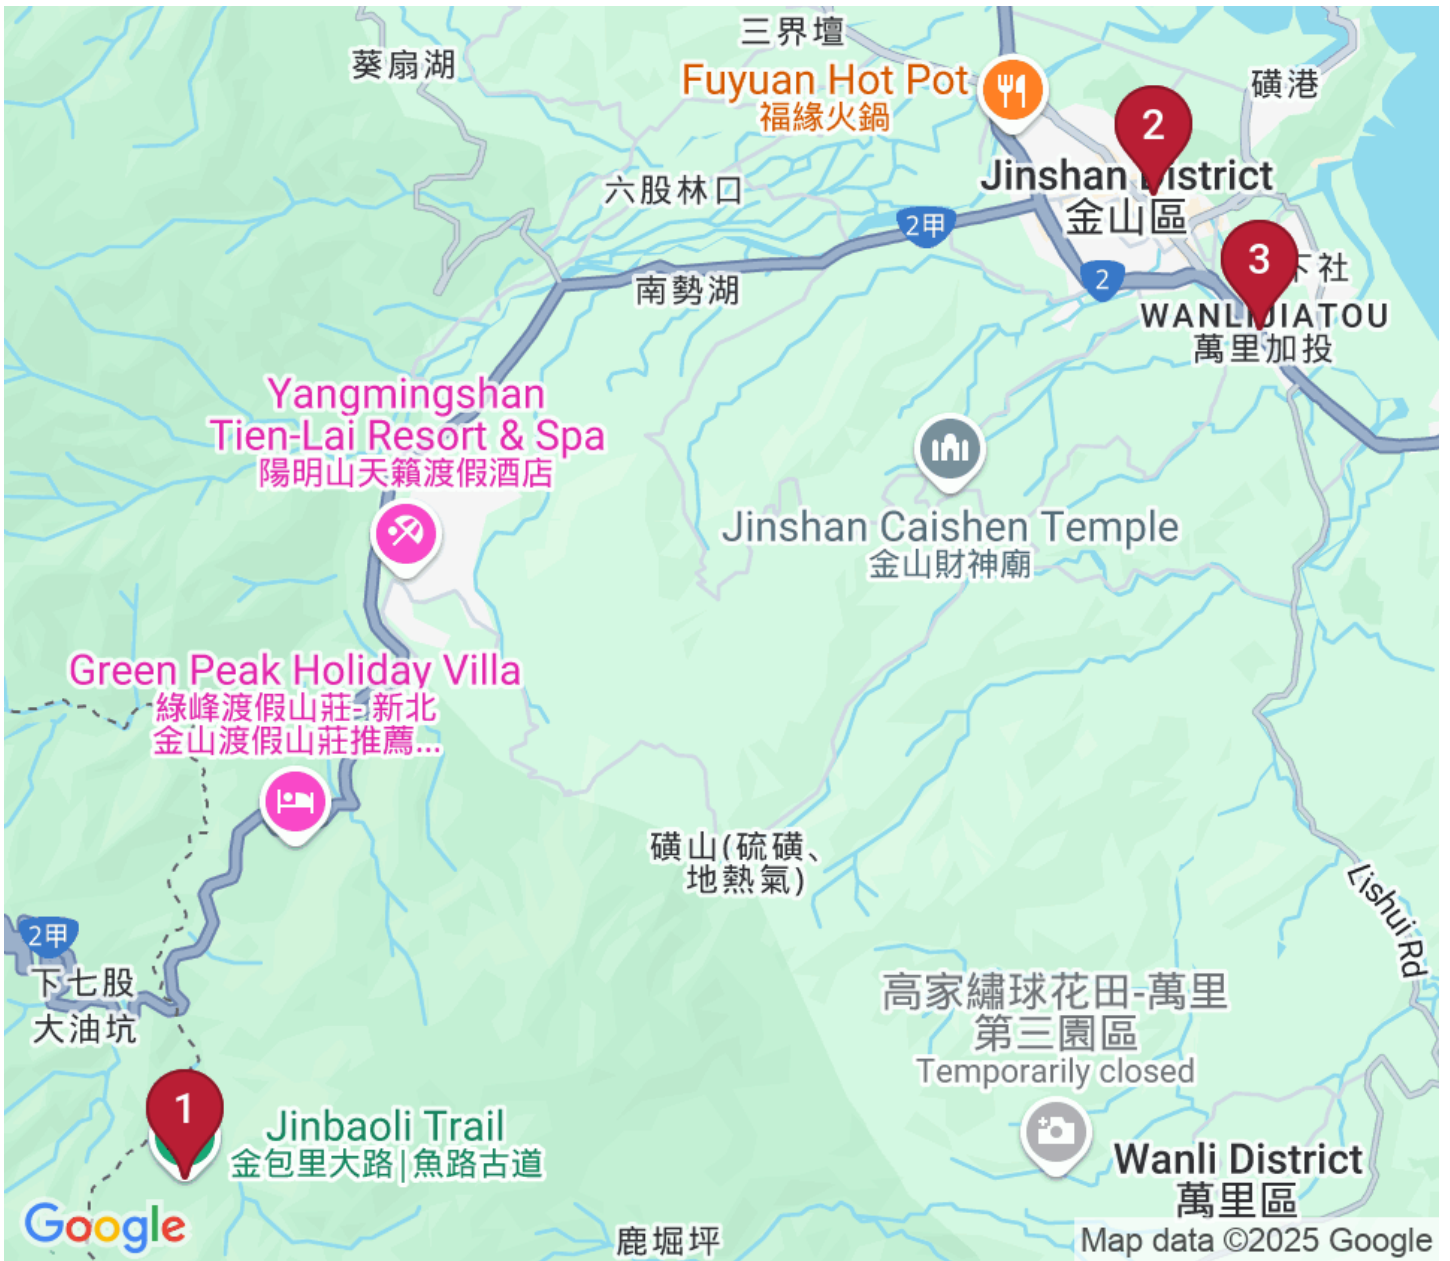 三界壇
葵扇湖
Fuyuan Hot Pot
福緣火鍋
磺港
2
六股林口
Jinshan District
金山區
2甲
3
下社
2
南勢湖
WANLIJIATOU
萬里加投
Yangmingshan
Tien-Lai Resort & Spa
陽明山天籟渡假酒店
Jinshan Caishen Temple
金山財神廟
Green Peak Holiday Villa
綠峰渡假山莊- 新北
金山渡假山莊推薦...
磺山(硫磺、
地熱氣)
Lishui Rd
2甲
下七股
大油坑
高家繡球花田-萬里
第三園區
Temporarily closed
1
Jinbaoli Trail
金包里大路|魚路古道
Wanli District
萬里區
Google
鹿堀坪
Map data ©2025 Google